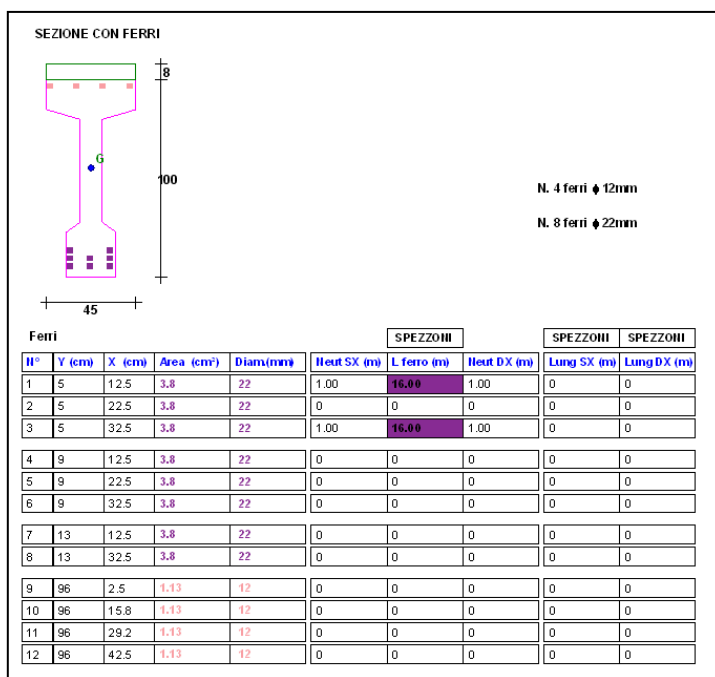 SEZIONE CON FERRI
8
G
100
N. 4 ferri ϕ 12mm
N. 8 ferri ϕ 22mm
45
Ferri SPEZZONI SPEZZONI SPEZZONI
N° Y (cm) X (cm) Area (cm²) Diam.(mm) Neut SX (m) L ferro (m) Neut DX (m) Lung SX (m) Lung DX (m)
1 5 12.5 3.8 22 1.00 16.00 1.00 0 0
2 5 22.5 3.8 22 0 0 0 0 0
3 5 32.5 3.8 22 1.00 16.00 1.00 0 0
4 9 12.5 3.8 22 0 0 0 0 0
5 9 22.5 3.8 22 0 0 0 0 0
6 9 32.5 3.8 22 0 0 0 0 0
7 13 12.5 3.8 22 0 0 0 0 0
8 13 32.5 3.8 22 0 0 0 0 0
9 96 2.5 1.13 12 0 0 0 0 0
10 96 15.8 1.13 12 0 0 0 0 0
11 96 29.2 1.13 12 0 0 0 0 0
12 96 42.5 1.13 12 0 0 0 0 0